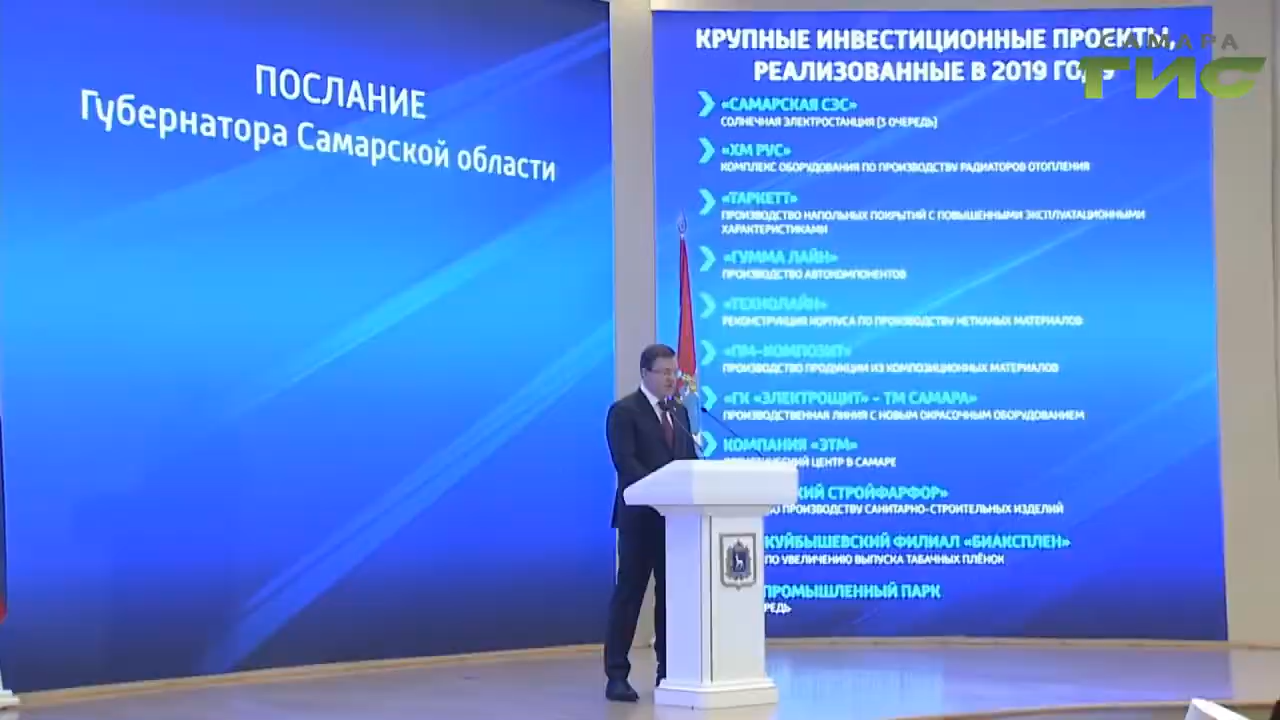 ПОСЛАНИЕ
Губернатора Самарской области
КРУПНЫЕ ИНВЕСТИЦИОННЫЕ ПРОЕКТЫ,
РЕАЛИЗОВАННЫЕ В 2019 ГОДУ
САМАРА
ГИС
«САМАРСКАЯ СЭС»
СОЛНЕЧНАЯ ЭЛЕКТРОСТАНЦИЯ (3 ОЧЕРЕДЬ)
«ХМ РУС»
КОМПЛЕКС ОБОРУДОВАНИЯ ПО ПРОИЗВОДСТВУ РАДИАТОРОВ ОТОПЛЕНИЯ
«ТАРКЕТТ»
ПРОИЗВОДСТВО НАПОЛЬНЫХ ПОКРЫТИЙ С ПОВЫШЕННЫМИ ЭКСПЛУАТАЦИОННЫМИ
ХАРАКТЕРИСТИКАМИ
«ГУММА ЛАЙН»
ПРОИЗВОДСТВО АВТОКОМПОНЕНТОВ
«ТЕХНОЛАЙН»
РЕКОНСТРУКЦИЯ КОРПУСА ПО ПРОИЗВОДСТВУ НЕТКАНЫХ МАТЕРИАЛОВ
«ПМ-КОМПОЗИТ»
ПРОИЗВОДСТВО ПРОДУКЦИИ ИЗ КОМПОЗИЦИОННЫХ МАТЕРИАЛОВ
«ГК «ЭЛЕКТРОЩИТ» - ТМ САМАРА»
ПРОИЗВОДСТВЕННАЯ ЛИНИЯ С НОВЫМ ОКРАСОЧНЫМ ОБОРУДОВАНИЕМ
КОМПАНИЯ «ЭТМ»
ЦЕНТР В САМАРЕ
СТРОЙФАРФОР»
ПРОИЗВОДСТВУ САНИТАРНО-СТРОИТЕЛЬНЫХ ИЗДЕЛИЙ
КУЙБЫШЕВСКИЙ ФИЛИАЛ «БИАКСПЛЕН»
ПО УВЕЛИЧЕНИЮ ВЫПУСКА ТАБАЧНЫХ ПЛЁНОК
ПРОМЫШЛЕННЫЙ ПАРК